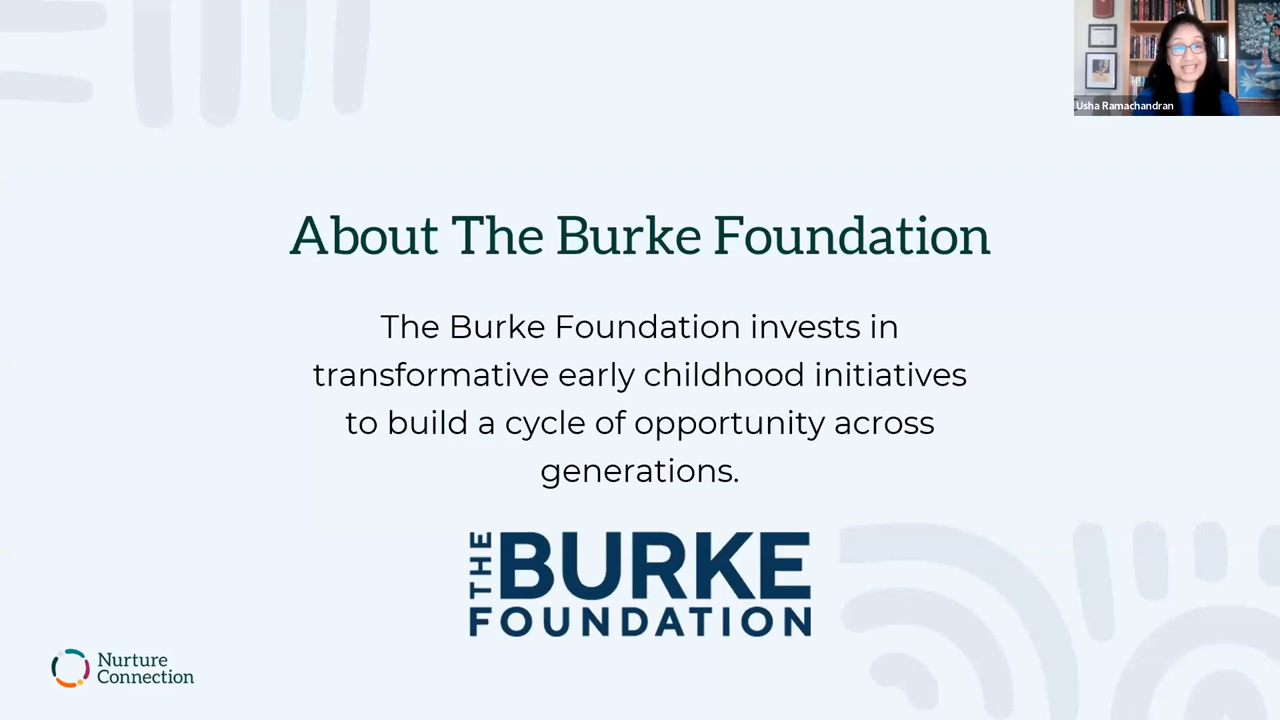 Usha Ramachandran
About The Burke Foundation
The Burke Foundation invests in
transformative early childhood initiatives
to build a cycle of opportunity across
generations.
THE BURKE
FOUNDATION
Nurture
Connection